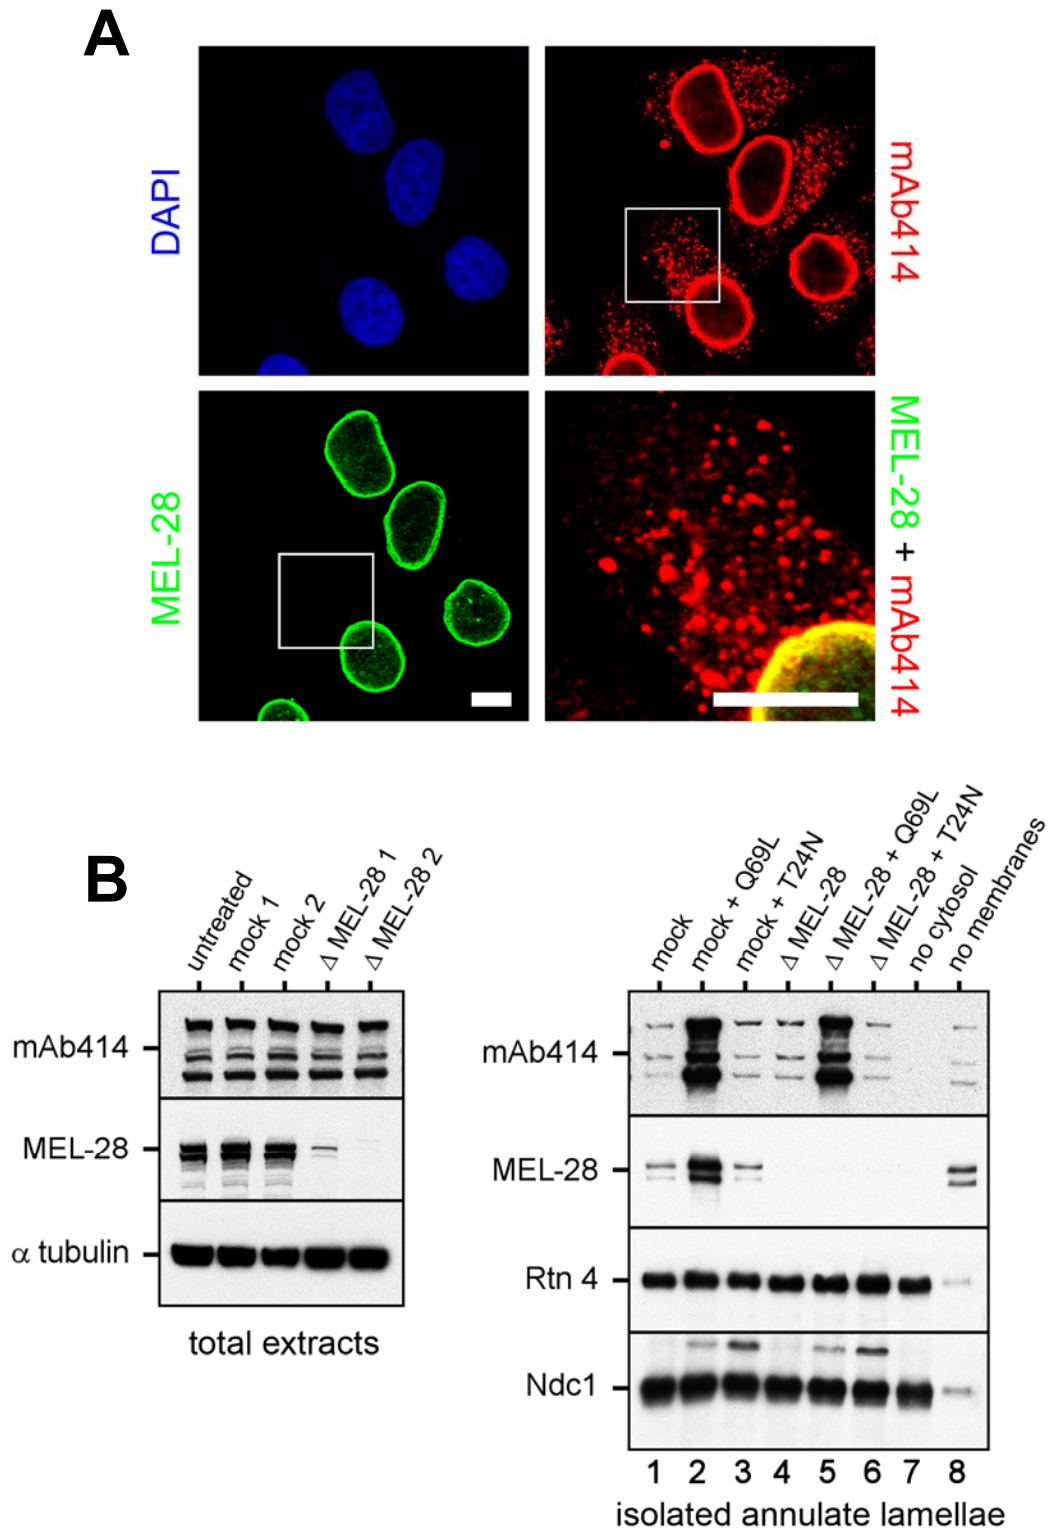 A
DAPI
mAb414
MEL-28
MEL-28 + mAb414
B
untreated
mock 1
mock 2
Δ MEL-28 1
Δ MEL-28 2
mAb414
MEL-28
α tubulin
total extracts
mock
mock + Q69L
mock + T24N
Δ MEL-28
Δ MEL-28 + Q69L
Δ MEL-28 + T24N
no cytosol
no membranes
mAb414
MEL-28
Rtn 4
Ndc1
1 2 3 4 5 6 7 8
isolated annulate lamellae